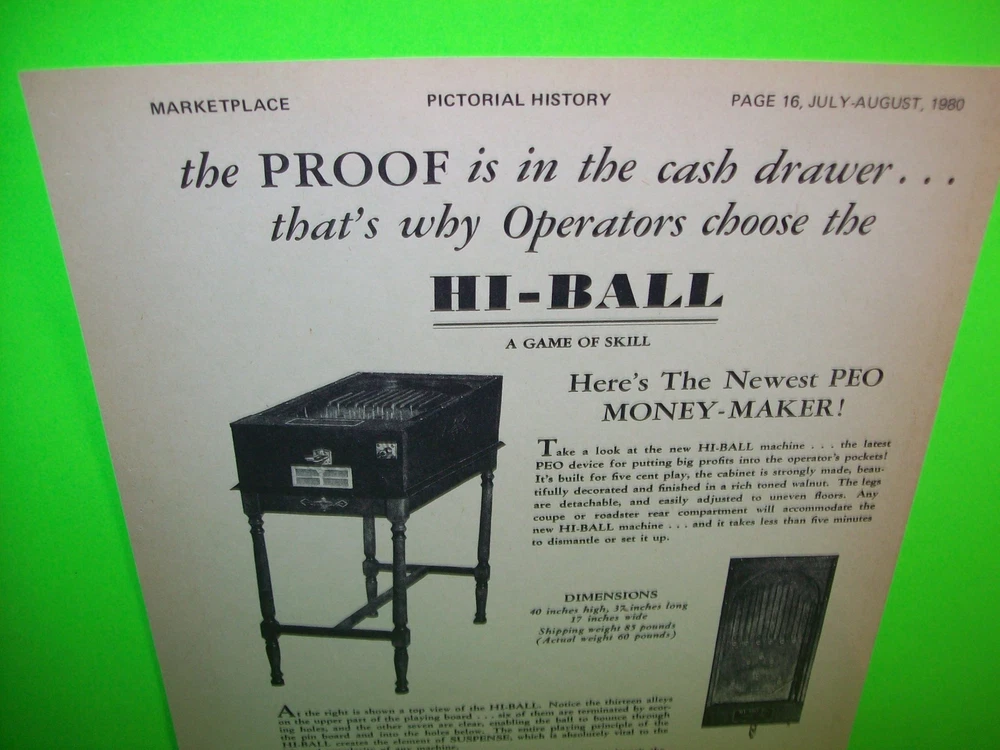 MARKETPLACE
PICTORIAL HISTORY
PAGE 16, JULY-AUGUST, 1980
the PROOF is in the cash drawer...
that's why Operators choose the
HI-BALL
A GAME OF SKILL
Here's The Newest PEO
MONEY-MAKER!
Take a look at the new HI-BALL machine . . . the latest
PEO device for putting big profits into the operator's pockets!
It's built for five cent play, the cabinet is strongly made, beau-
tifully decorated and finished in a rich toned walnut. The legs
are detachable, and easily adjusted to uneven floors. Any
coupe or roadster rear compartment will accommodate the
new HI-BALL machine . . . and it takes less than five minutes
to dismantle or set it up.
DIMENSIONS
40 inches high, inches long
17 inches wide
Shipping weight 85 pounds
(Actual weight 60 pounds)
At the right is shown a top view of the HI-BALL. Notice the thirteen alleys
on the upper part of the playing board . . . six of them are terminated by scor-
ing holes, and the other seven are clear, enabling the ball to bounce through
the pin board and into the holes below. The entire playing principle of the
HI-BALL creates the element of SUSPENSE, which is absolutely vital to the
of any machine.